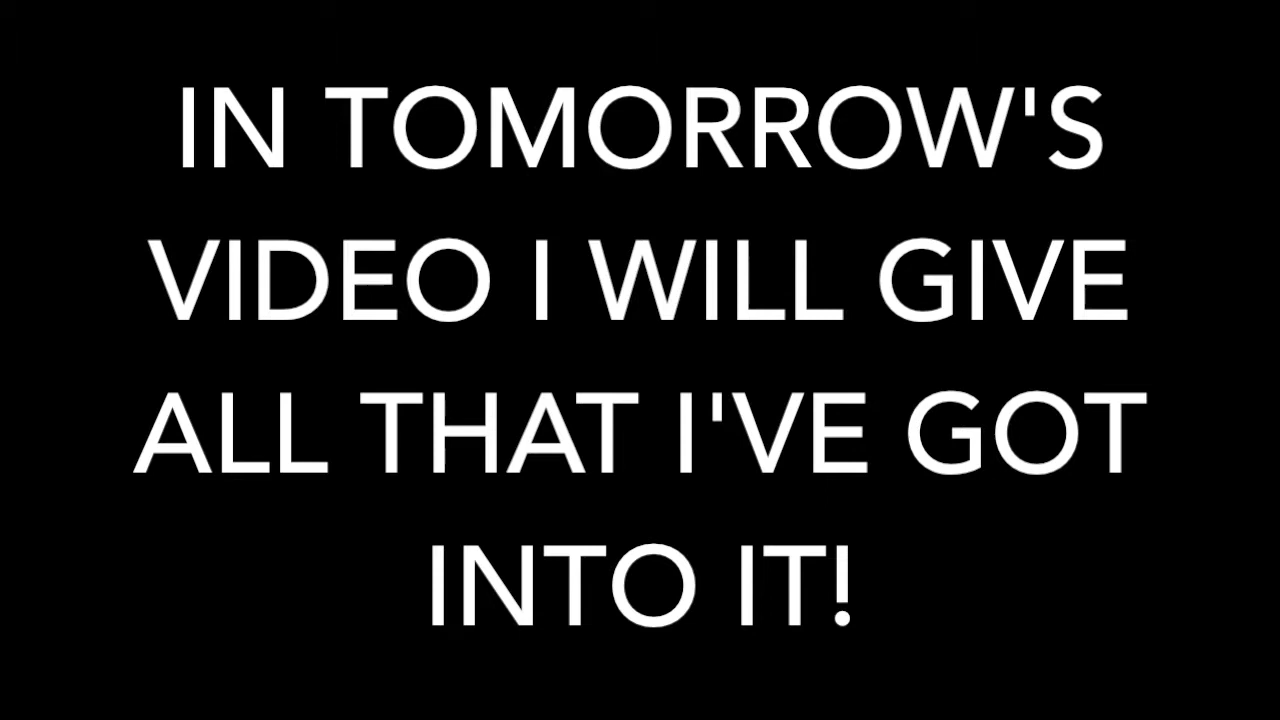 IN TOMORROW'S
VIDEO I WILL GIVE
ALL THAT I'VE GOT
INTO IT!